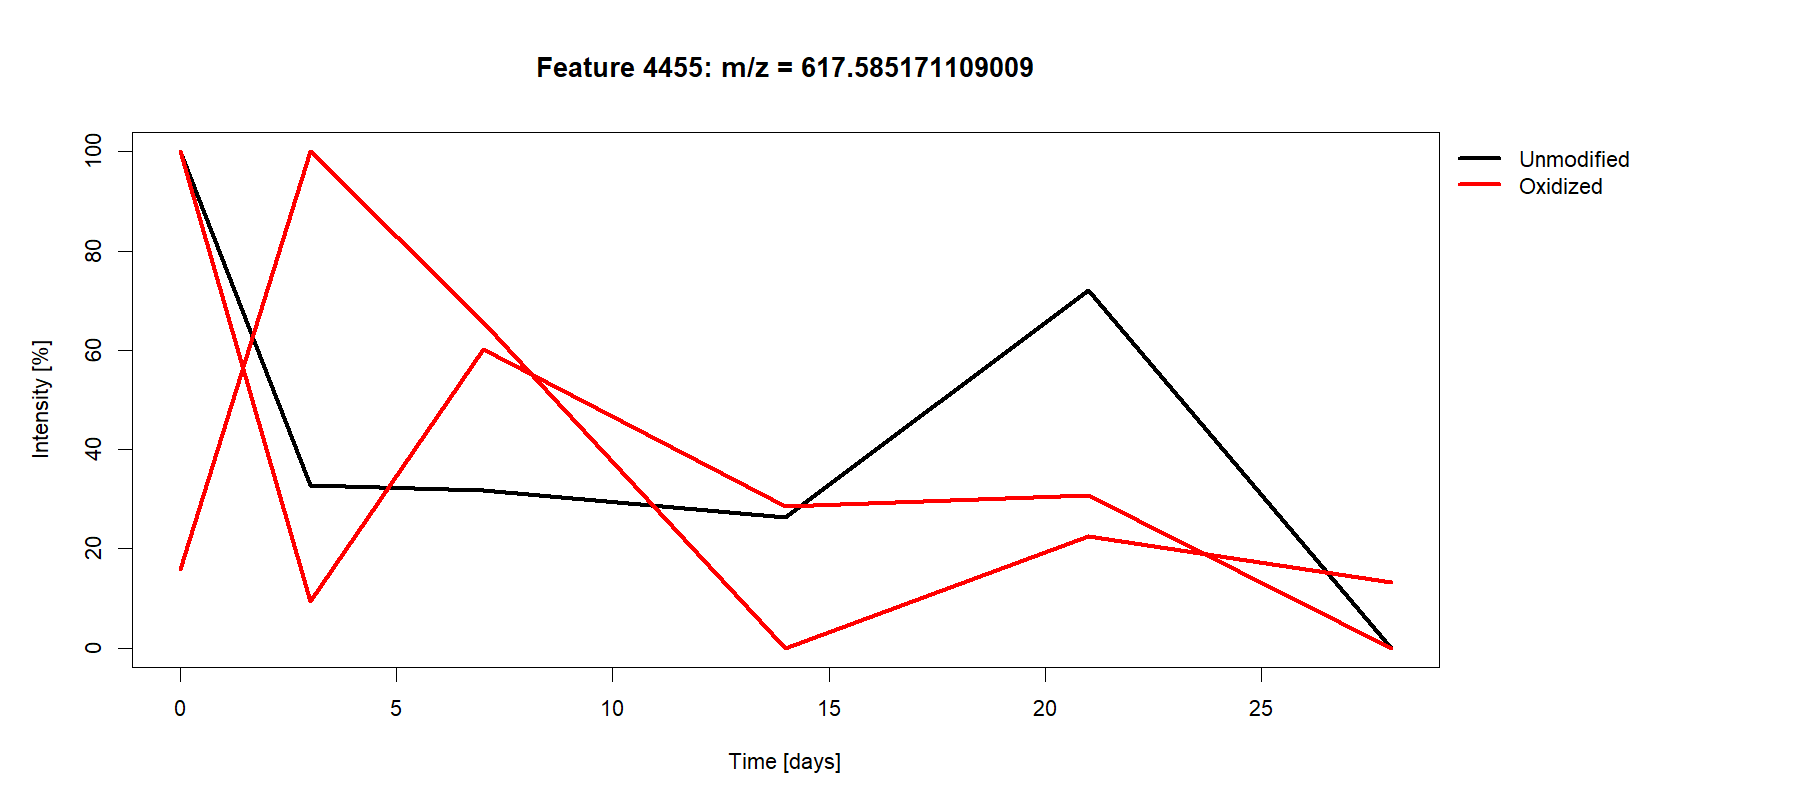 Feature 4455: m/z = 617.585171109009
Unmodified
Oxidized
Intensity [%]
100
80
60
40
20
0
0 5 10 15 20 25
Time [days]